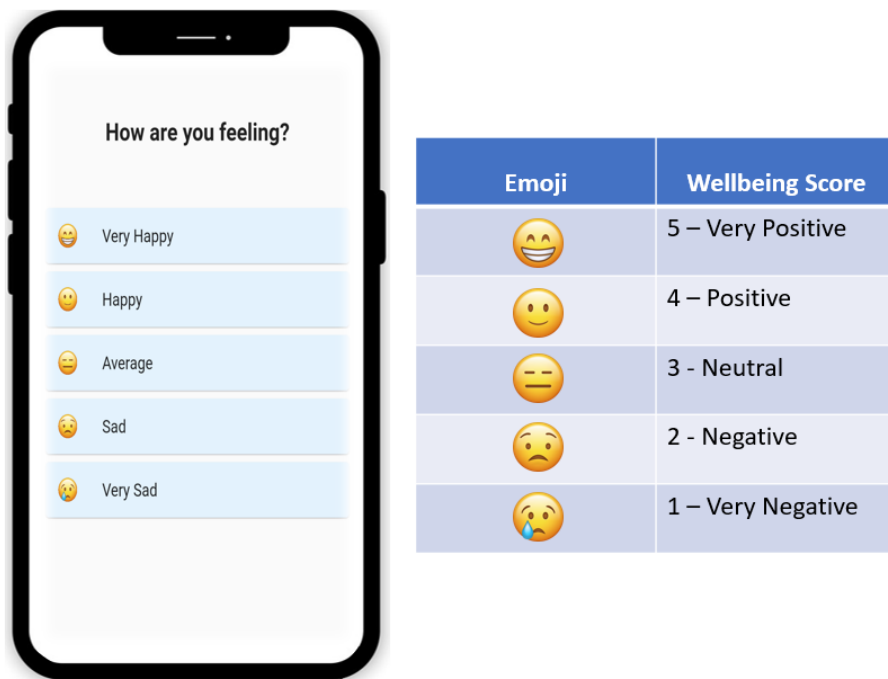 How are you feeling?
Very Happy
Happy
Average
Sad
Very Sad
Emoji Wellbeing Score
5 – Very Positive
4 – Positive
3 - Neutral
2 - Negative
1 – Very Negative